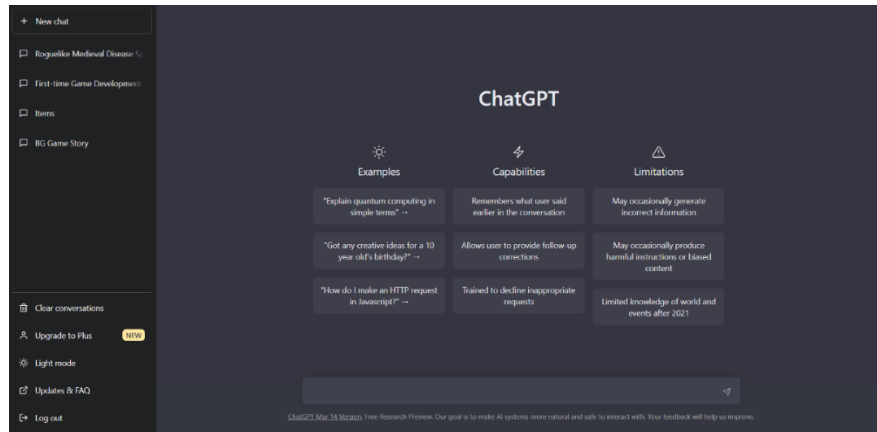 New chat
Roguelike Medieval Disease Sp
First-time Game Development
Items
BG Game Story
Clear conversations
Upgrade to Plus NEW
Light mode
Updates & FAQ
Log out
ChatGPT
Examples
"Explain quantum computing in
simple terms" →
"Got any creative ideas for a 10
year old's birthday?" →
"How do I make an HTTP request
in Javascript?" →
Capabilities
Remembers what user said
earlier in the conversation
Allows user to provide follow-up
corrections
Trained to decline inappropriate
requests
Limitations
May occasionally generate
incorrect information
May occasionally produce
harmful instructions or biased
content
Limited knowledge of world and
events after 2021
ChatGPT Mar 14 Version. Free Research Preview. Our goal is to make AI systems more natural and safe to interact with. Your feedback will help us improve.